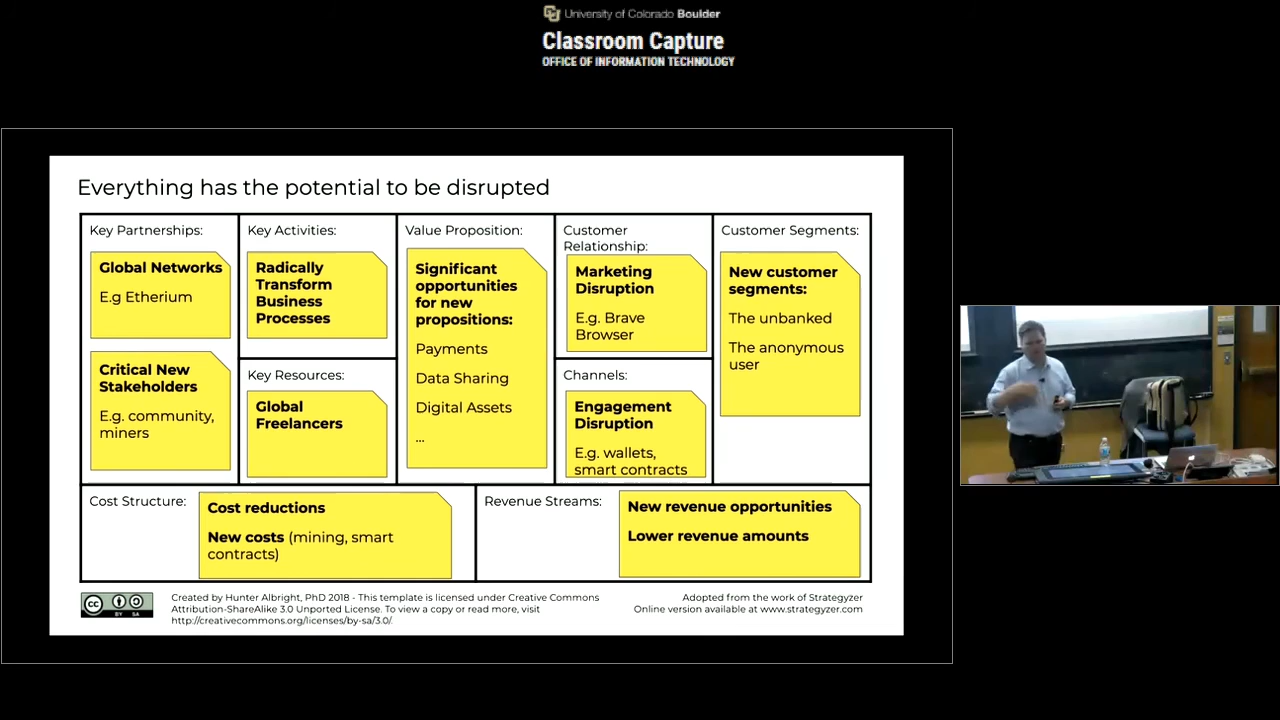 University of Colorado Boulder
Classroom Capture
OFFICE OF INFORMATION TECHNOLOGY
Everything has the potential to be disrupted
Key Partnerships:
Global Networks
E.g Etherium
Critical New
Stakeholders
E.g. community,
miners
Key Activities:
Radically
Transform
Business
Processes
Key Resources:
Global
Freelancers
Value Proposition:
Significant
opportunities
for new
propositions:
Payments
Data Sharing
Digital Assets
...
Customer
Relationship:
Marketing
Disruption
E.g. Brave
Browser
Channels:
Engagement
Disruption
E.g. wallets,
smart contracts
Customer Segments:
New customer
segments:
The unbanked
The anonymous
user
Cost Structure:
Cost reductions
New costs (mining, smart
contracts)
Revenue Streams:
New revenue opportunities
Lower revenue amounts
cc
BY SA
Created by Hunter Albright, PhD 2018 - This template is licensed under Creative Commons
Attribution-ShareAlike 3.0 Unported License. To view a copy or read more, visit
http://creativecommons.org/licenses/by-sa/3.0/.
Adopted from the work of Strategyzer
Online version available at www.strategyzer.com